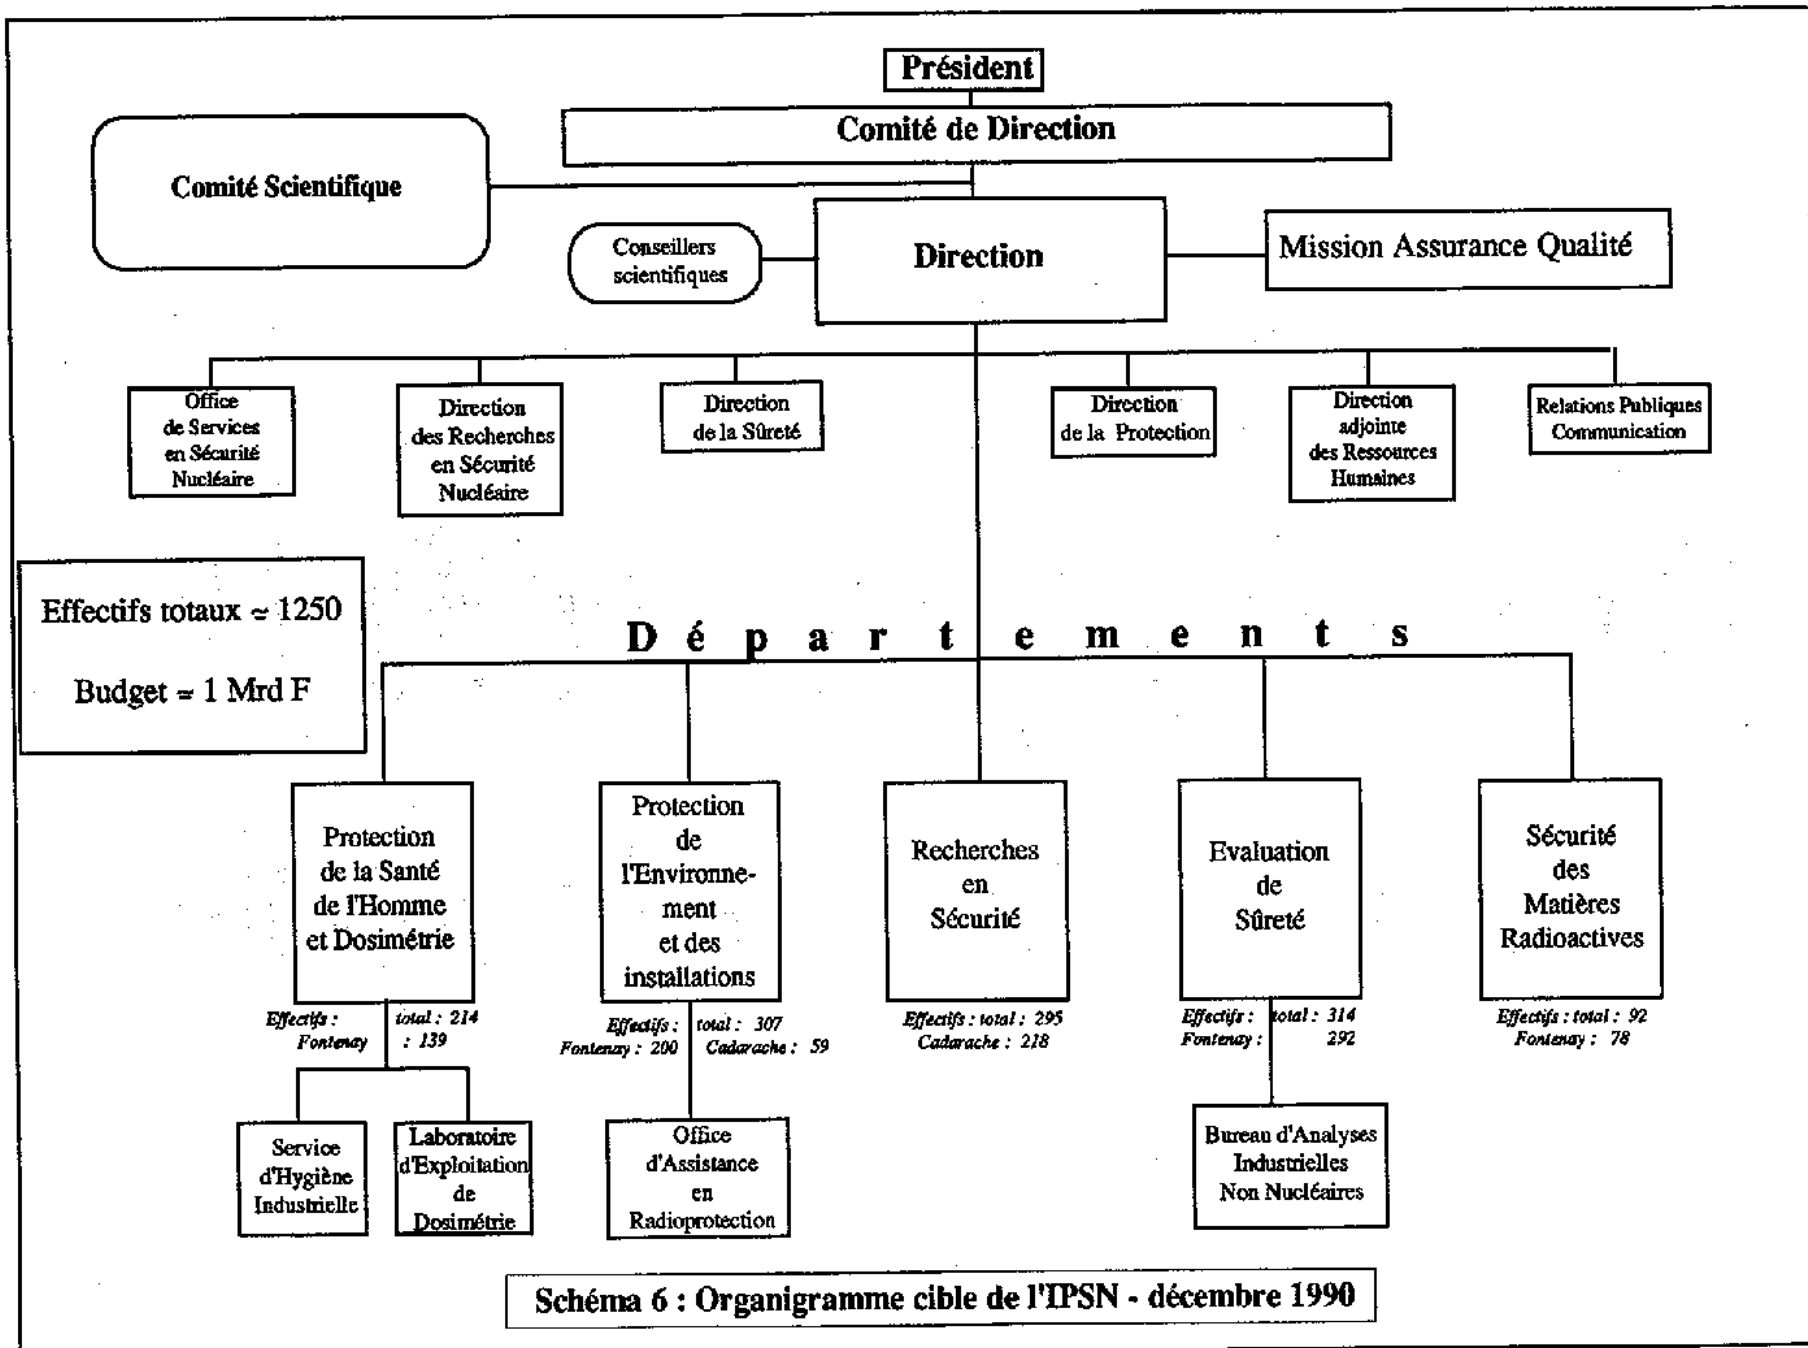 Président
Comité de Direction
Comité Scientifique
Conseillers
scientifiques
Direction
Mission Assurance Qualité
Office
de Services
en Sécurité
Nucléaire
Direction
des Recherches
en Sécurité
Nucléaire
Direction
de la Sûreté
Direction
de la Protection
Direction
adjointe
des Ressources
Humaines
Relations Publiques
Communication
Effectifs totaux ≃ 1250
Budget ≃ 1 Mrd F
Départements
Protection
de la Santé
de l'Homme
et Dosimétrie
Protection
de
l'Environne-
ment
et des
installations
Recherches
en
Sécurité
Evaluation
de
Sûreté
Sécurité
des
Matières
Radioactives
Effectifs : total : 214
Fontenay : 139
Effectifs : total : 307
Fontenay : 200 Cadarache : 59
Effectifs : total : 295
Cadarache : 218
Effectifs : total : 314
Fontenay : 292
Effectifs : total : 92
Fontenay : 78
Service
d'Hygiène
Industrielle
Laboratoire
d'Exploitation
de
Dosimétrie
Office
d'Assistance
en
Radioprotection
Bureau d'Analyses
Industrielles
Non Nucléaires
Schéma 6 : Organigramme cible de l'IPSN - décembre 1990